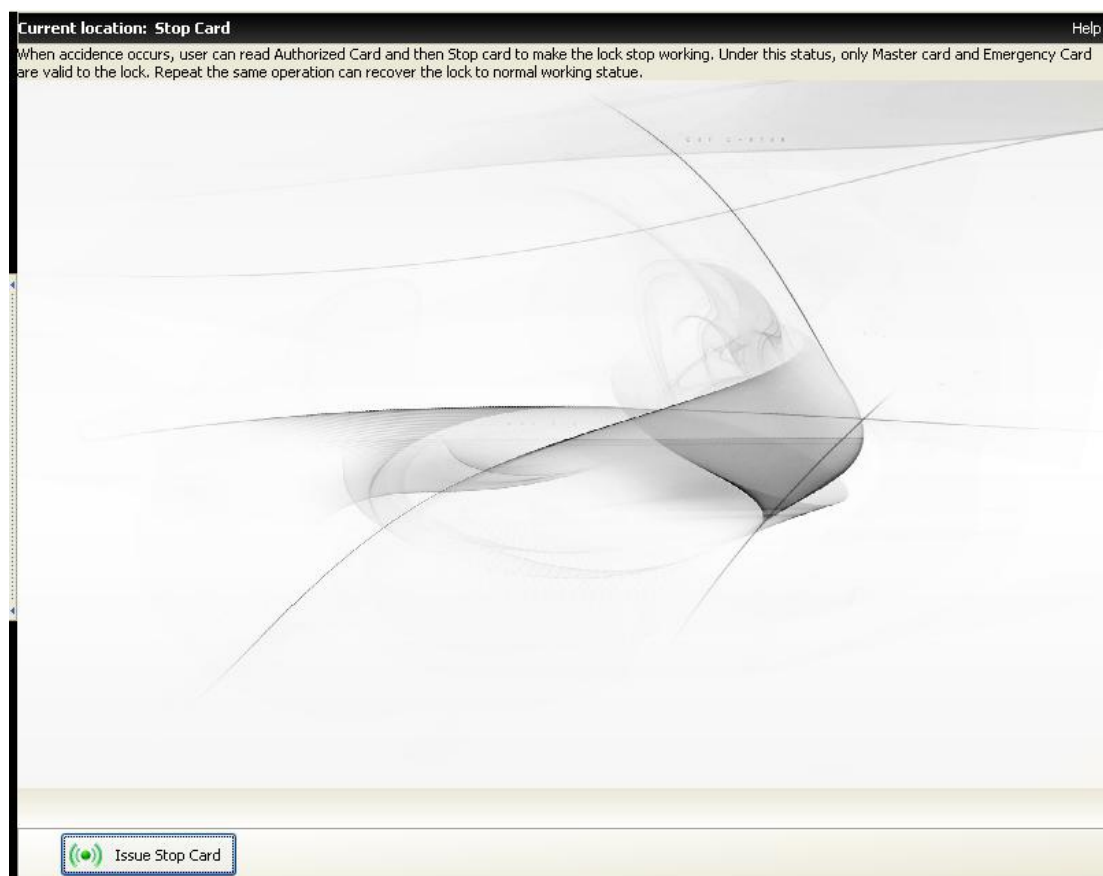 Current location: Stop Card
Help
When accidence occurs, user can read Authorized Card and then Stop card to make the lock stop working. Under this status, only Master card and Emergency Card
are valid to the lock. Repeat the same operation can recover the lock to normal working statue.
Issue Stop Card